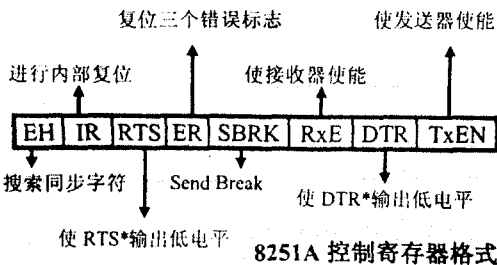 复位三个错误标志
使发送器使能
进行内部复位
使接收器使能
EH IR RTS ER SBRK RxE DTR TxEN
搜索同步字符
Send Break
使 DTR*输出低电平
使 RTS*输出低电平
8251A 控制寄存器格式